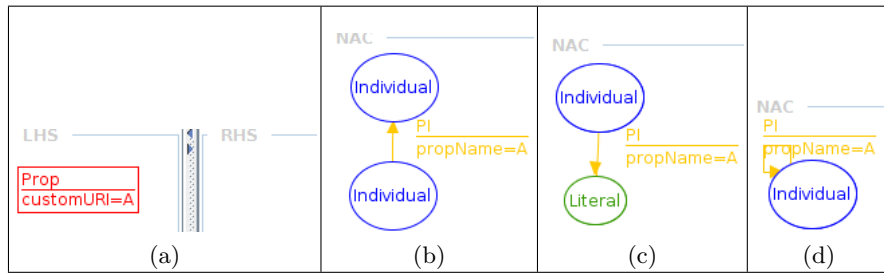 LHS
RHS
Prop
customURI=A
(a)
NAC
Individual
PI
propName=A
Individual
(b)
NAC
Individual
PI
propName=A
Literal
(c)
NAC
PI
propName=A
Individual
(d)